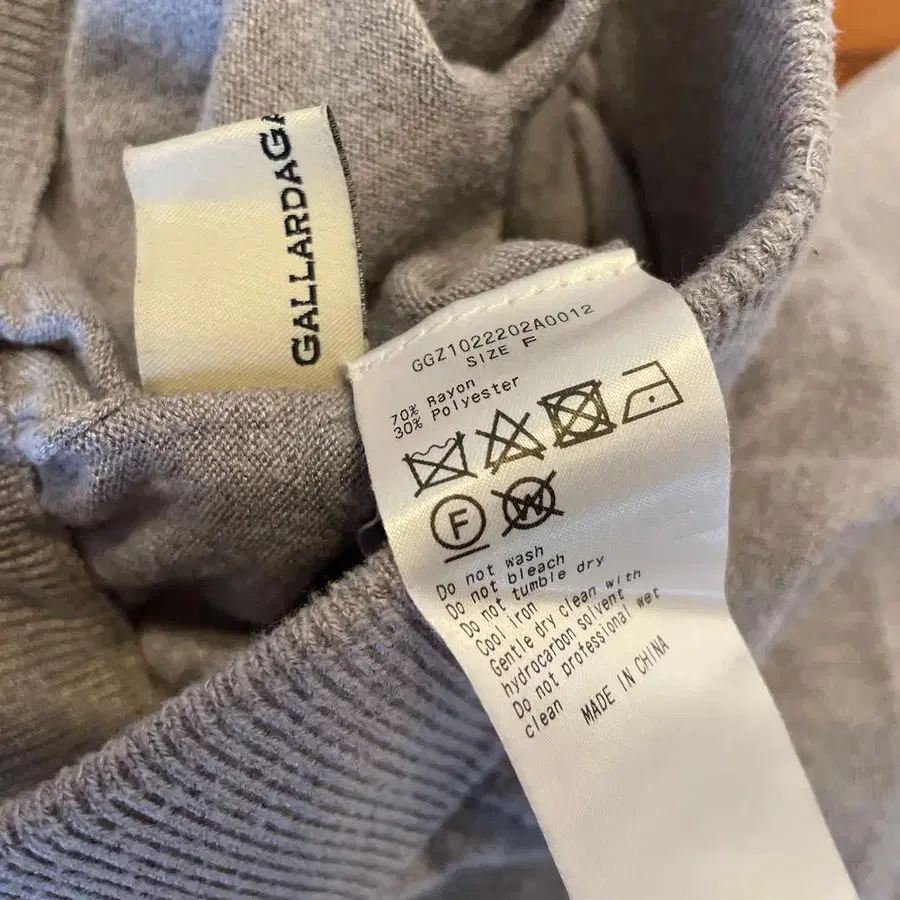 GALLARDAGA
GGZ1022202A0012
SIZE F
70% Rayon
30% Polyester
F
W
Do not wash
Do not bleach
Do not tumble dry
Cool iron
Gentle dry clean with
hydrocarbon solvent
Do not professional wet
clean
MADE IN CHINA